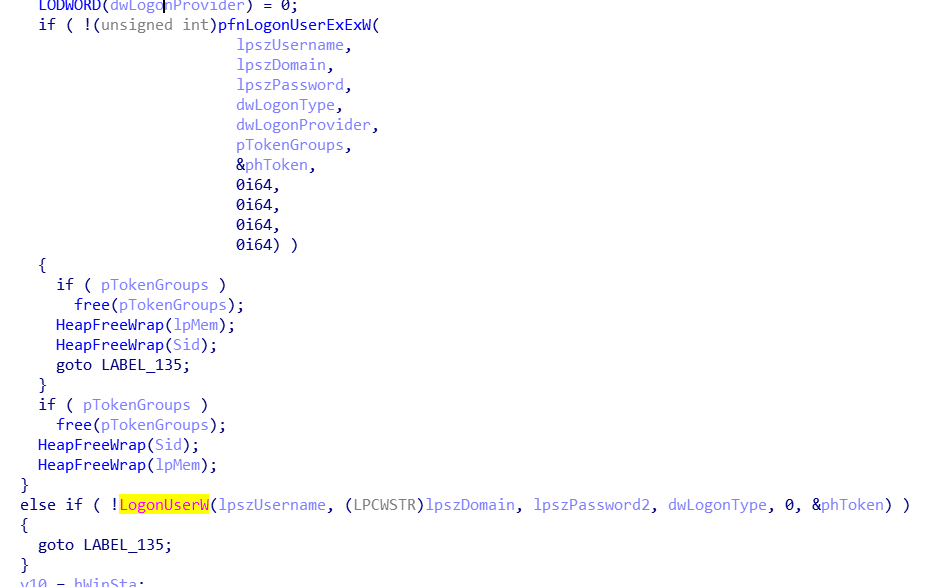 LODWORD(dwLogonProvider) = 0;
if ( !(unsigned int)pfnLogonUserExExW(
lpszUsername,
lpszDomain,
lpszPassword,
dwLogonType,
dwLogonProvider,
pTokenGroups,
&phToken,
0i64,
0i64,
0i64,
0i64) )
{
if ( pTokenGroups )
free(pTokenGroups);
HeapFreeWrap(lpMem);
HeapFreeWrap(Sid);
goto LABEL_135;
}
if ( pTokenGroups )
free(pTokenGroups);
HeapFreeWrap(Sid);
HeapFreeWrap(lpMem);
}
else if ( !LogonUserW(lpszUsername, (LPCWSTR)lpszDomain, lpszPassword2, dwLogonType, 0, &phToken) )
{
goto LABEL_135;
}
v10 = hWinSta;